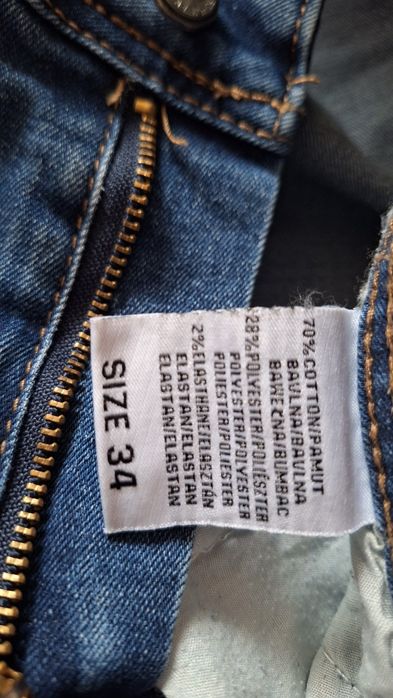 70%COTTON/PAMUT
BAVLNA/BAVLNA
BAWEŁNA/BUMBAC
28%POLYESTER/POLIÉSZTER
POLYESTER/POLYESTER
POLIESTER/POLIESTER
2%ELASTHANE/ELASZTÁN
ELASTAN/ELASTAN
ELASTAN/ELASTAN
SIZE 34